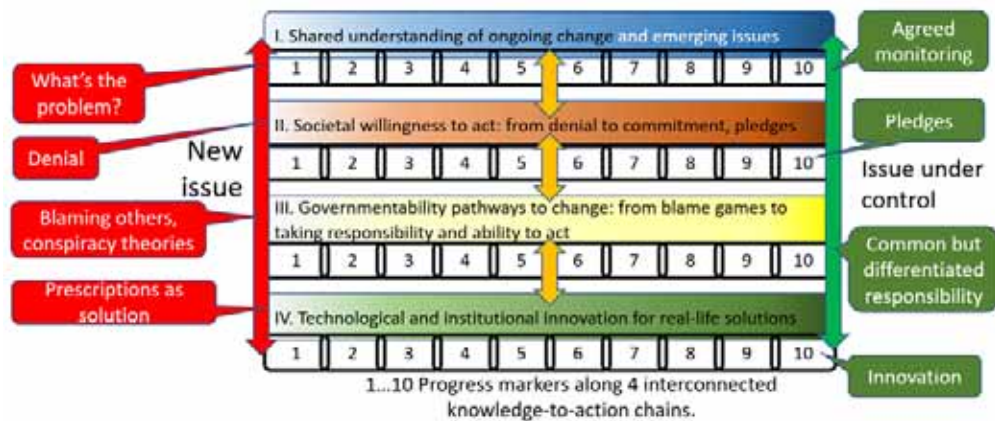 I. Shared understanding of ongoing change and emerging issues
1 2 3 4 5 6 7 8 9 10
II. Societal willingness to act: from denial to commitment, pledges
1 2 3 4 5 6 7 8 9 10
III. Governmentability pathways to change: from blame games to
taking responsibility and ability to act
1 2 3 4 5 6 7 8 9 10
IV. Technological and institutional innovation for real-life solutions
1 2 3 4 5 6 7 8 9 10
1...10 Progress markers along 4 interconnected
knowledge-to-action chains.
What's the
problem?
Denial
New
issue
Blaming others,
conspiracy theories
Prescriptions as
solution
Agreed
monitoring
Pledges
Issue under
control
Common but
differentiated
responsibility
Innovation